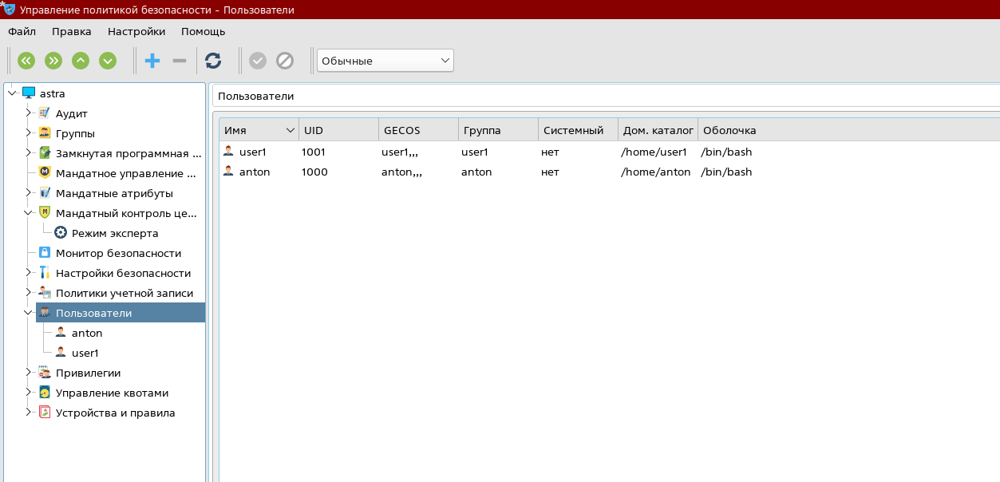 Управление политикой безопасности – Пользователи
Файл Правка Настройки Помощь
Обычные
astra
Аудит
Группы
Замкнутая программная ...
Мандатное управление ...
Мандатные атрибуты
Мандатный контроль це...
Режим эксперта
Монитор безопасности
Настройки безопасности
Политики учетной записи
Пользователи
anton
user1
Привилегии
Управление квотами
Устройства и правила
Пользователи
Имя UID GECOS Группа Системный Дом. каталог Оболочка
user1 1001 user1,,, user1 нет /home/user1 /bin/bash
anton 1000 anton,,, anton нет /home/anton /bin/bash